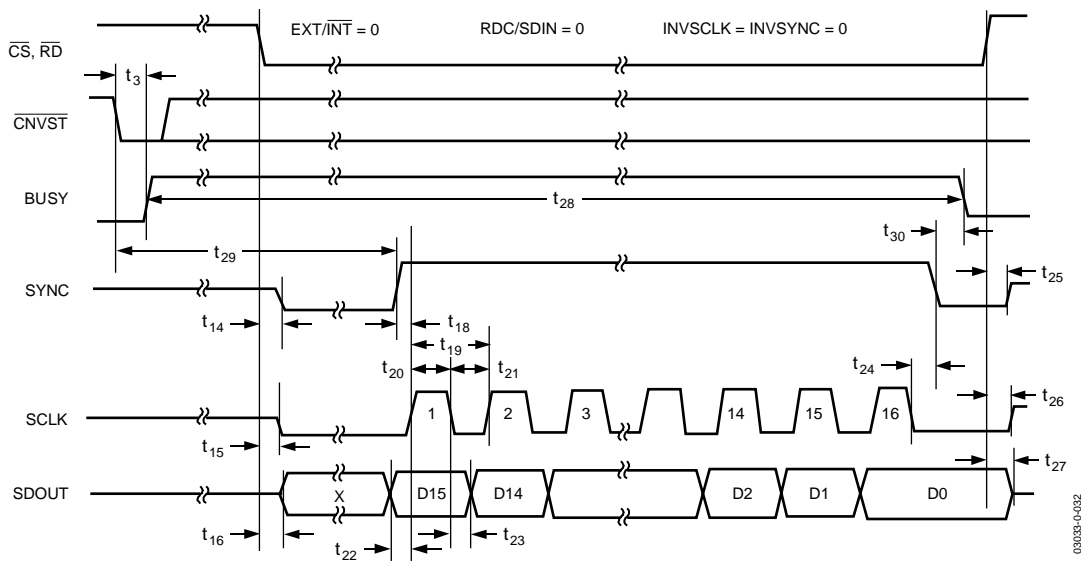 EXT/INT = 0 RDC/SDIN = 0 INVSCLK = INVSYNC = 0
CS, RD
t3
CNVST
BUSY
t28
t30
t29
t25
SYNC
t14
t18
t19
t20
t21
t24
t26
SCLK
1 2 3 14 15 16
t15
t27
SDOUT
X D15 D14 D2 D1 D0
t16
t22
t23
03033-0-032